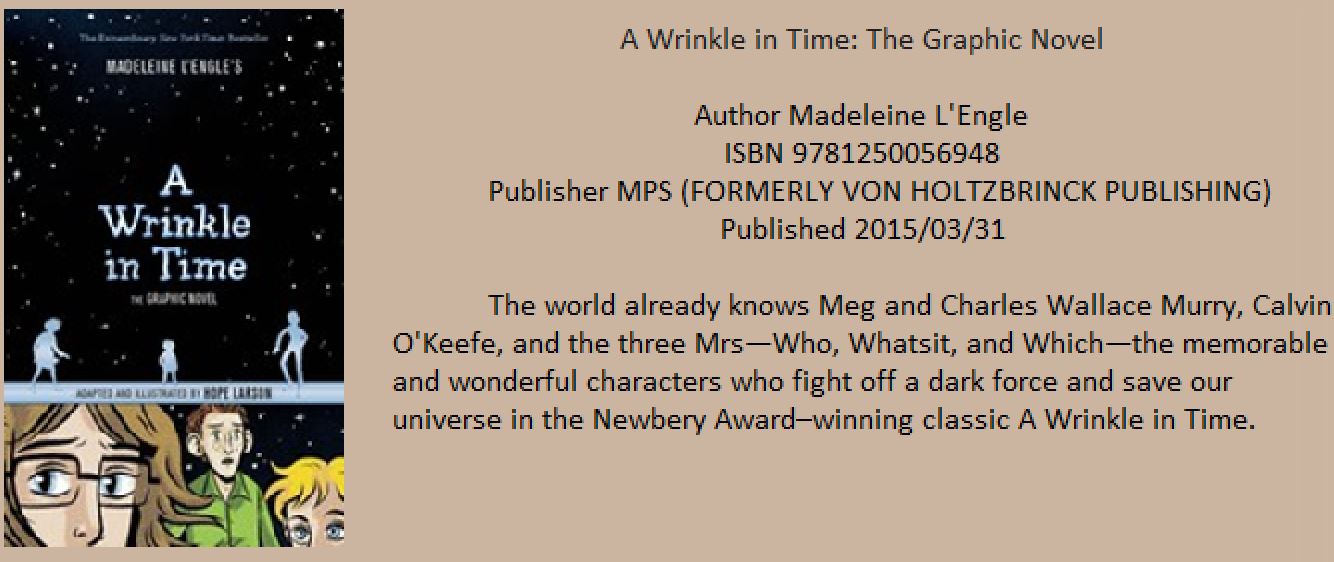 The Extraordinary New York Times Bestseller
MADELEINE L'ENGLE'S
A
Wrinkle
in Time
THE GRAPHIC NOVEL
ADAPTED AND ILLUSTRATED BY HOPE LARSON
A Wrinkle in Time: The Graphic Novel
Author Madeleine L'Engle
ISBN 9781250056948
Publisher MPS (FORMERLY VON HOLTZBRINCK PUBLISHING)
Published 2015/03/31
The world already knows Meg and Charles Wallace Murry, Calvin
O'Keefe, and the three Mrs—Who, Whatsit, and Which—the memorable
and wonderful characters who fight off a dark force and save our
universe in the Newbery Award–winning classic A Wrinkle in Time.